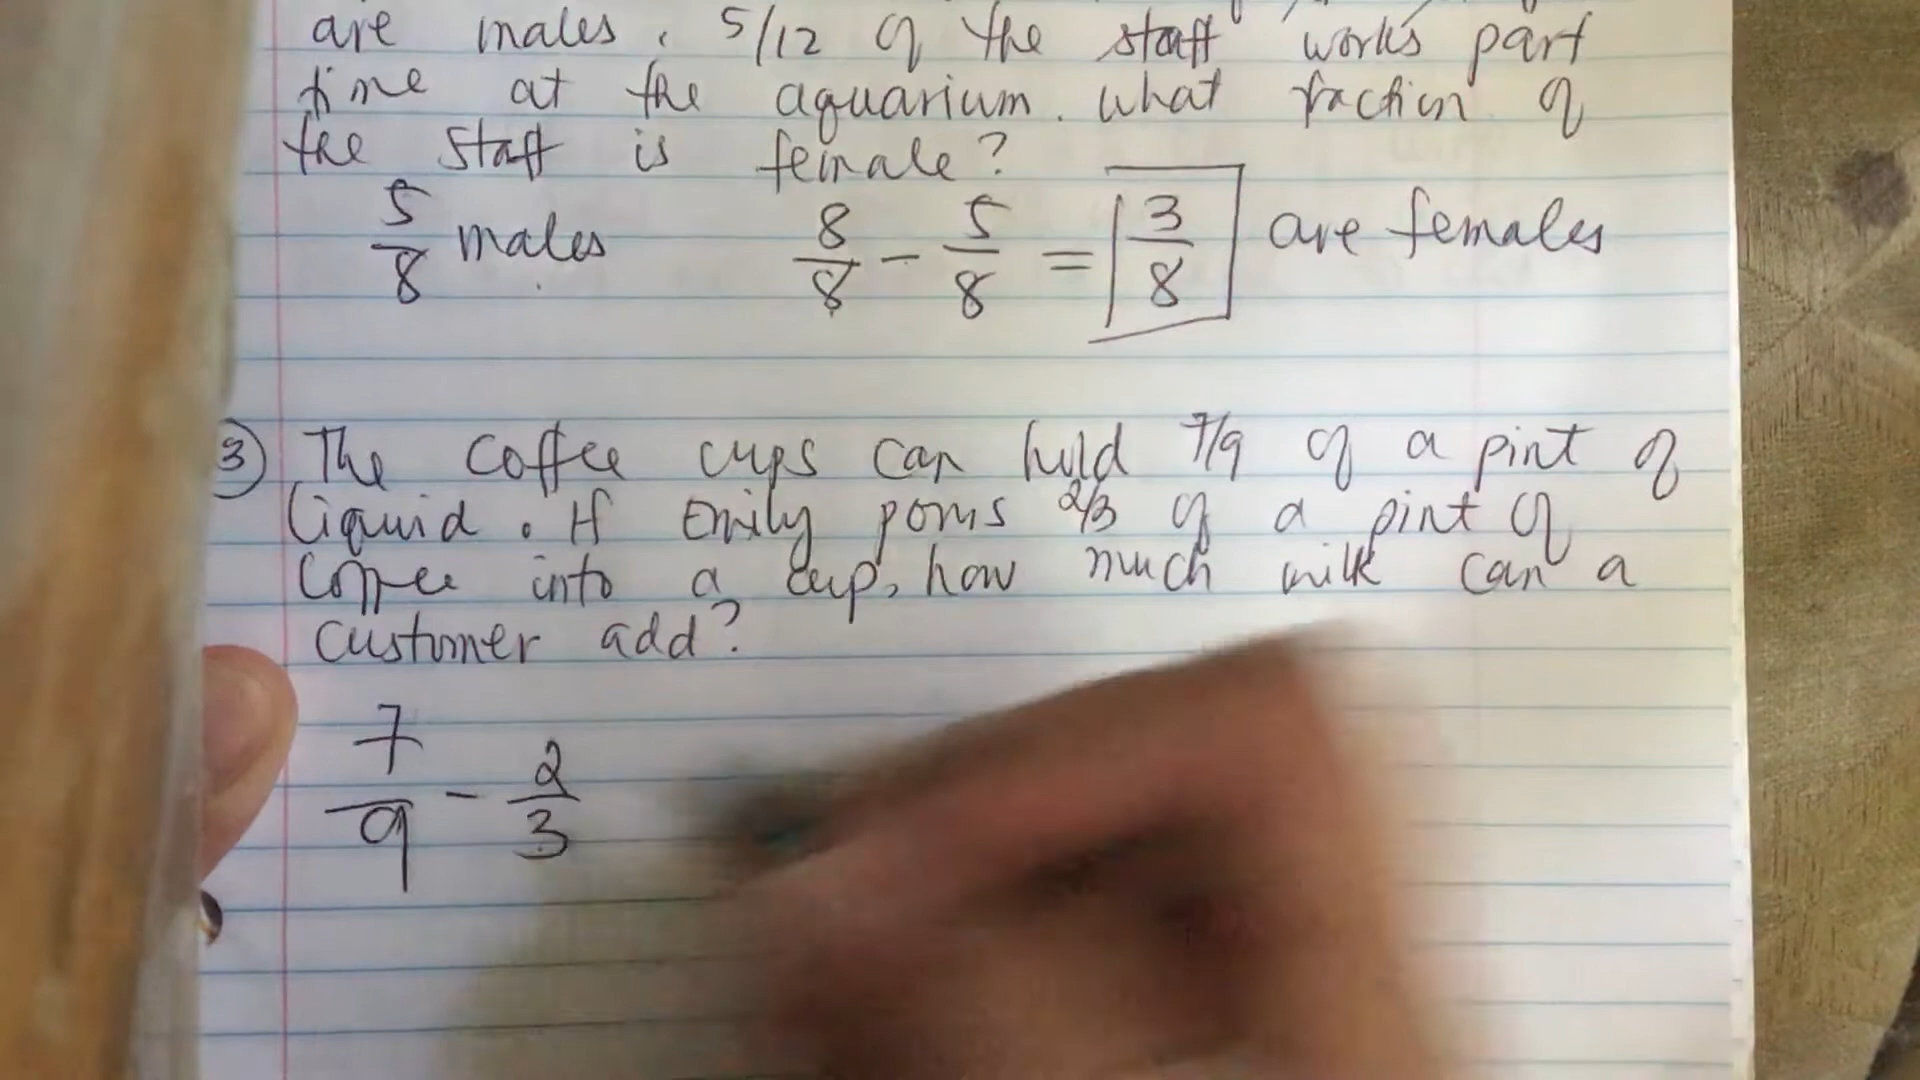 are males. 5/12 of the staff works part
time at the aquarium. what fraction of
the staff is female?
5/8 males 8/8 - 5/8 = 3/8 are females
3 The coffee cups can hold 7/9 of a pint of
liquid. If Emily pours 2/3 of a pint of
coffee into a cup, how much milk can a
customer add?
7/9 - 2/3